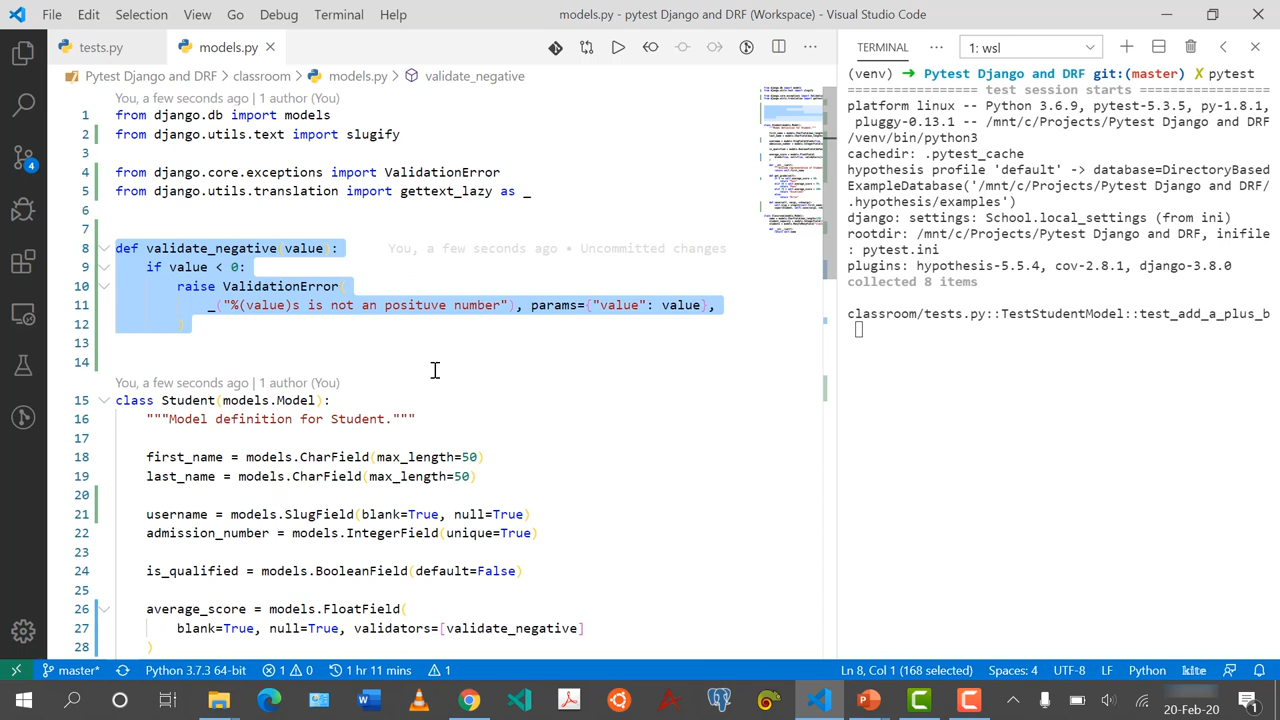 File Edit Selection View Go Debug Terminal Help models.py - pytest Django and DRF (Workspace) - Visual Studio Code
tests.py models.py
Pytest Django and DRF > classroom > models.py > validate_negative
You, a few seconds ago | 1 author (You)
from django.db import models
from django.utils.text import slugify
from django.core.exceptions import ValidationError
from django.utils.translation import gettext_lazy as _
def validate_negative(value): You, a few seconds ago • Uncommitted changes
if value < 0:
10 raise ValidationError(
11 _("%(value)s is not an posituve number"), params={"value": value},
12 )
13
14
You, a few seconds ago | 1 author (You)
15 class Student(models.Model):
16 """Model definition for Student."""
17
18 first_name = models.CharField(max_length=50)
19 last_name = models.CharField(max_length=50)
20
21 username = models.SlugField(blank=True, null=True)
22 admission_number = models.IntegerField(unique=True)
23
24 is_qualified = models.BooleanField(default=False)
25
26 average_score = models.FloatField(
27 blank=True, null=True, validators=[validate_negative]
28 )
TERMINAL ··· 1: wsl
(venv) ➜ Pytest Django and DRF git:(master) ✗ pytest
================= test session starts =================
platform linux -- Python 3.6.9, pytest-5.3.5, py-1.8.1,
pluggy-0.13.1 -- /mnt/c/Projects/Pytest Django and DRF
/venv/bin/python3
cachedir: .pytest_cache
hypothesis profile 'default' -> database=DirectoryBased
ExampleDatabase('/mnt/c/Projects/Pytest Django and DRF/
.hypothesis/examples')
django: settings: School.local_settings (from ini)
rootdir: /mnt/c/Projects/Pytest Django and DRF, inifile
: pytest.ini
plugins: hypothesis-5.5.4, cov-2.8.1, django-3.8.0
collected 8 items
classroom/tests.py::TestStudentModel::test_add_a_plus_b
4
master* Python 3.7.3 64-bit 1 0 1 hr 11 mins 1 Ln 8, Col 1 (168 selected) Spaces: 4 UTF-8 LF Python kite
20-Feb-20 1